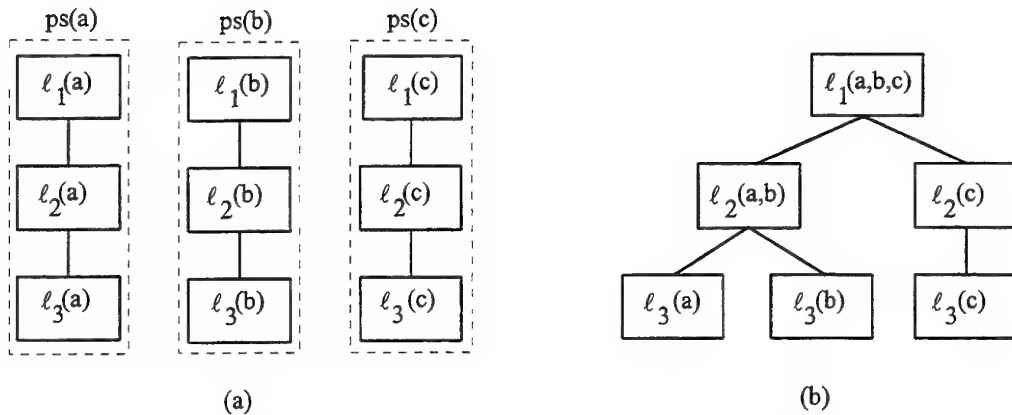 ps(a) ps(b) ps(c)
ℓ1(a) ℓ1(b) ℓ1(c)
ℓ2(a) ℓ2(b) ℓ2(c)
ℓ3(a) ℓ3(b) ℓ3(c)
(a)
ℓ1(a,b,c)
ℓ2(a,b) ℓ2(c)
ℓ3(a) ℓ3(b) ℓ3(c)
(b)